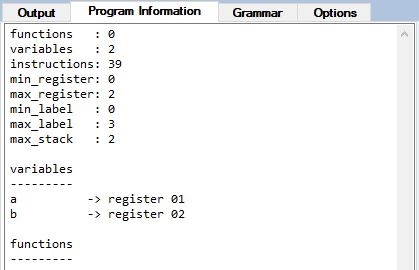 Output Program Information Grammar Options
functions   : 0
variables   : 2
instructions: 39
min_register: 0
max_register: 2
min_label   : 0
max_label   : 3
max_stack   : 2
variables
---------
a          -> register 01
b          -> register 02
functions
---------